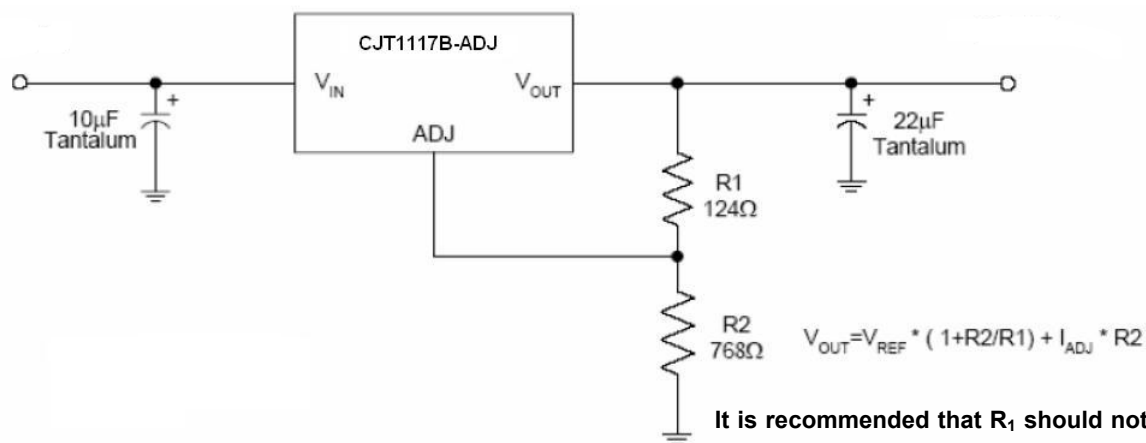 CJT1117B-ADJ
V_IN
V_OUT
ADJ
+
10µF
Tantalum
+
22µF
Tantalum
R1
124Ω
R2
768Ω
V_OUT=V_REF * ( 1+R2/R1) + I_ADJ * R2
It is recommended that R₁ should not